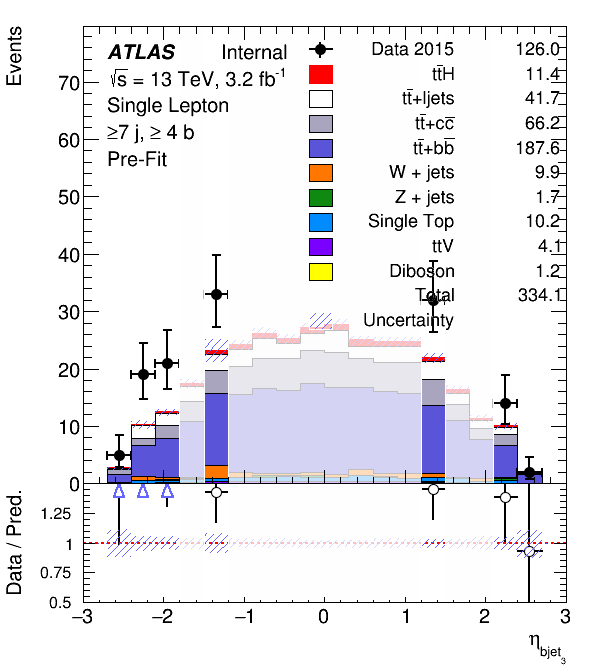 Events
ATLAS Internal
√s = 13 TeV, 3.2 fb⁻¹
Single Lepton
≥7 j, ≥ 4 b
Pre-Fit
Data 2015 126.0
tt̄H 11.4
tt̄+ljets 41.7
tt̄+cc̄ 66.2
tt̄+bb̄ 187.6
W + jets 9.9
Z + jets 1.7
Single Top 10.2
ttV 4.1
Diboson 1.2
Total 334.1
Uncertainty
70
60
50
40
30
20
10
0
Data / Pred.
1.25
1
0.75
0.5
−3 −2 −1 0 1 2 3
η_bjet_3